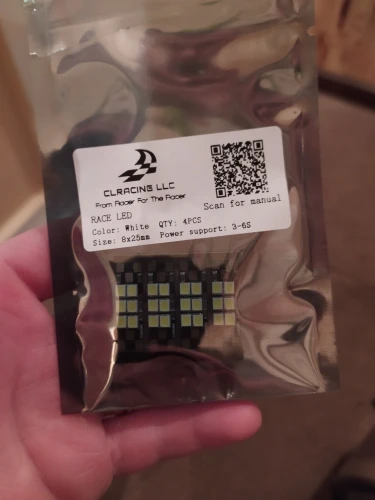 CLRACING LLC
From Racer For The Racer
Scan for manual
RACE LED
Color: White QTY: 4PCS
Size: 8x25mm Power support: 3-6S